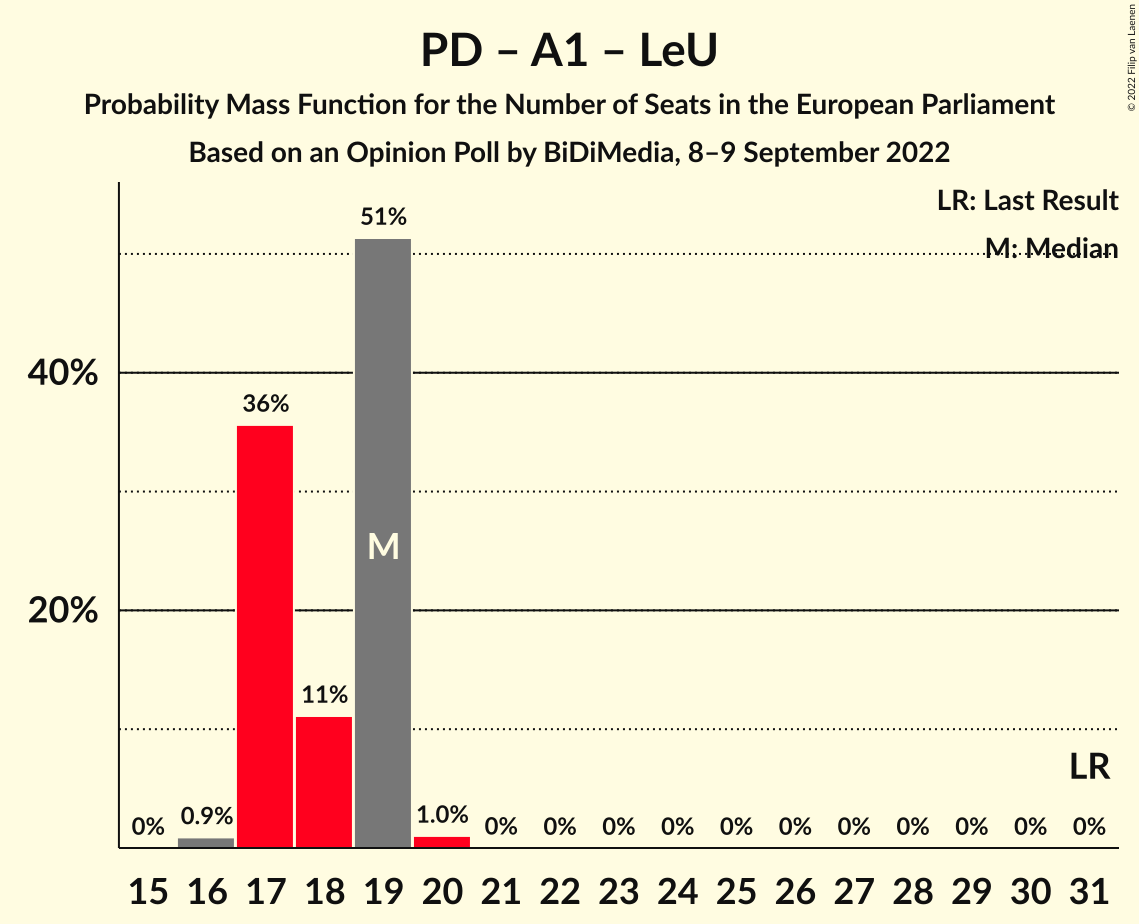 PD – A1 – LeU
Probability Mass Function for the Number of Seats in the European Parliament
Based on an Opinion Poll by BiDiMedia, 8–9 September 2022
© 2022 Filip van Laenen
LR: Last Result
M: Median
51%
40%
36%
M
20%
11%
LR
0% 0.9% 1.0% 0% 0% 0% 0% 0% 0% 0% 0% 0% 0% 0%
15 16 17 18 19 20 21 22 23 24 25 26 27 28 29 30 31